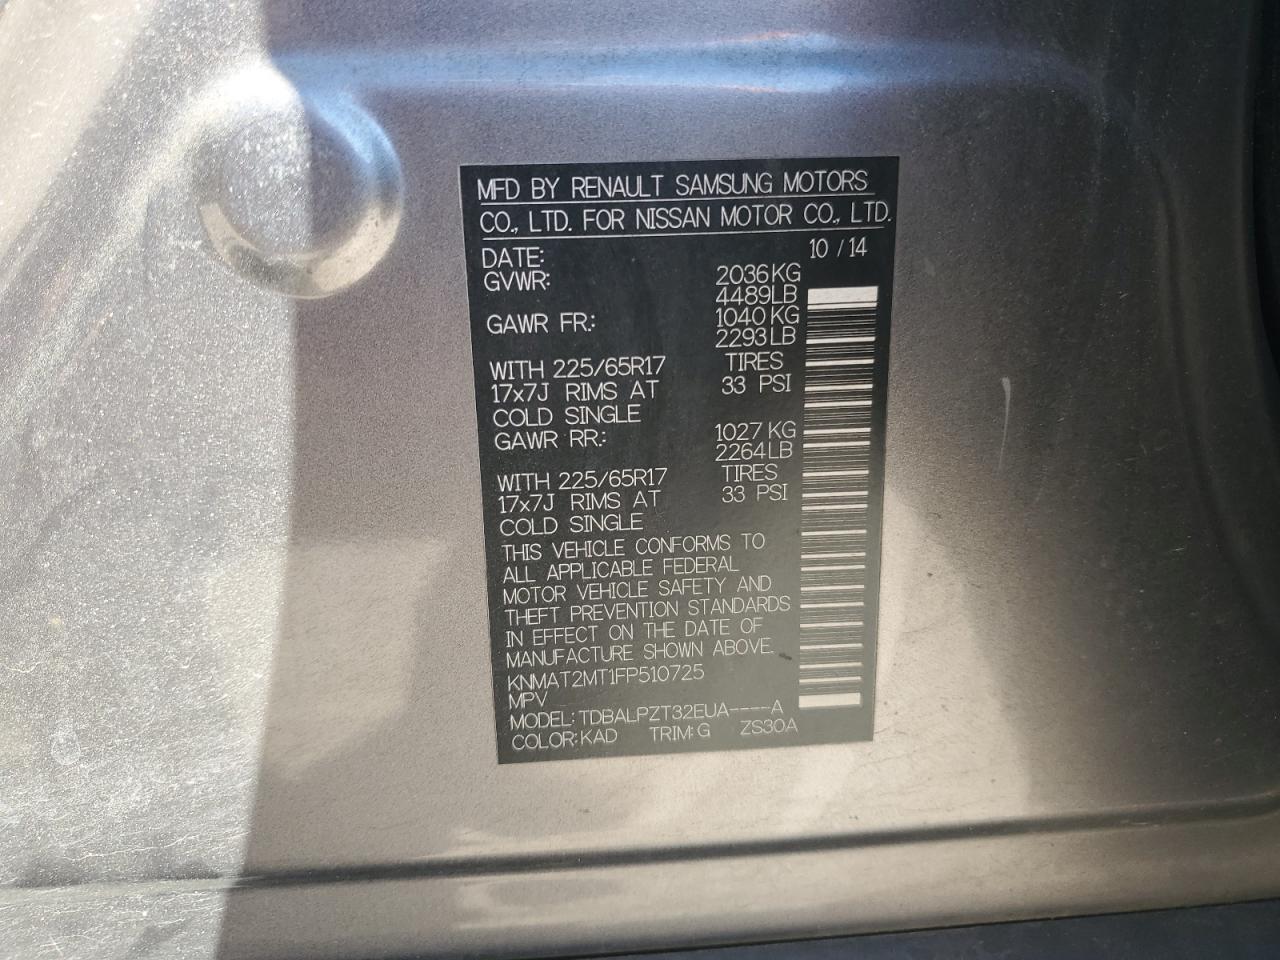 MFD BY RENAULT SAMSUNG MOTORS
CO., LTD. FOR NISSAN MOTOR CO., LTD.
DATE: 10 / 14
GVWR: 2036KG
4489LB
GAWR FR.: 1040KG
2293LB
WITH 225/65R17 TIRES
17x7J RIMS AT 33 PSI
COLD SINGLE
GAWR RR: 1027KG
2264LB
WITH 225/65R17 TIRES
17x7J RIMS AT 33 PSI
COLD SINGLE
THIS VEHICLE CONFORMS TO
ALL APPLICABLE FEDERAL
MOTOR VEHICLE SAFETY AND
THEFT PREVENTION STANDARDS
IN EFFECT ON THE DATE OF
MANUFACTURE SHOWN ABOVE.
KNMAT2MT1FP510725
MPV
MODEL: TDBALPZT32EUA----A
COLOR: KAD TRIM: G ZS30A